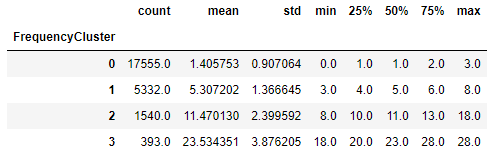 count mean std min 25% 50% 75% max
FrequencyCluster
0 17555.0 1.405753 0.907064 0.0 1.0 1.0 2.0 3.0
1 5332.0 5.307202 1.366645 3.0 4.0 5.0 6.0 8.0
2 1540.0 11.470130 2.399592 8.0 10.0 11.0 13.0 18.0
3 393.0 23.534351 3.876205 18.0 20.0 23.0 28.0 28.0